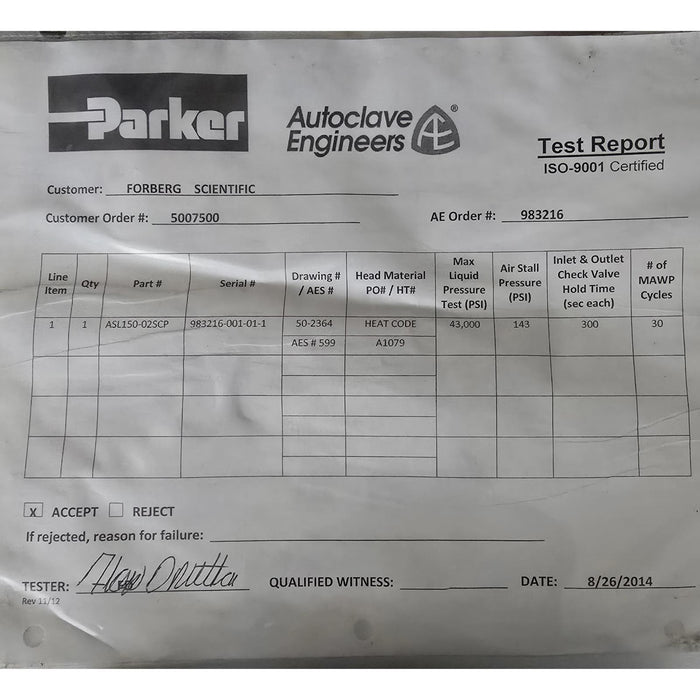 Parker
Autoclave
Engineers
AE
®
Test Report
ISO-9001 Certified
Customer: FORBERG SCIENTIFIC
Customer Order #: 5007500 AE Order #: 983216
Line Item Qty Part # Serial # Drawing # / AES # Head Material PO# / HT# Max Liquid Pressure Test (PSI) Air Stall Pressure (PSI) Inlet & Outlet Check Valve Hold Time (sec each) # of MAWP Cycles
1 1 ASL150-02SCP 983216-001-01-1 50-2364 HEAT CODE 43,000 143 300 30
AES # 599 A1079
X ACCEPT REJECT
If rejected, reason for failure:
TESTER: QUALIFIED WITNESS: DATE: 8/26/2014
Rev 11/12